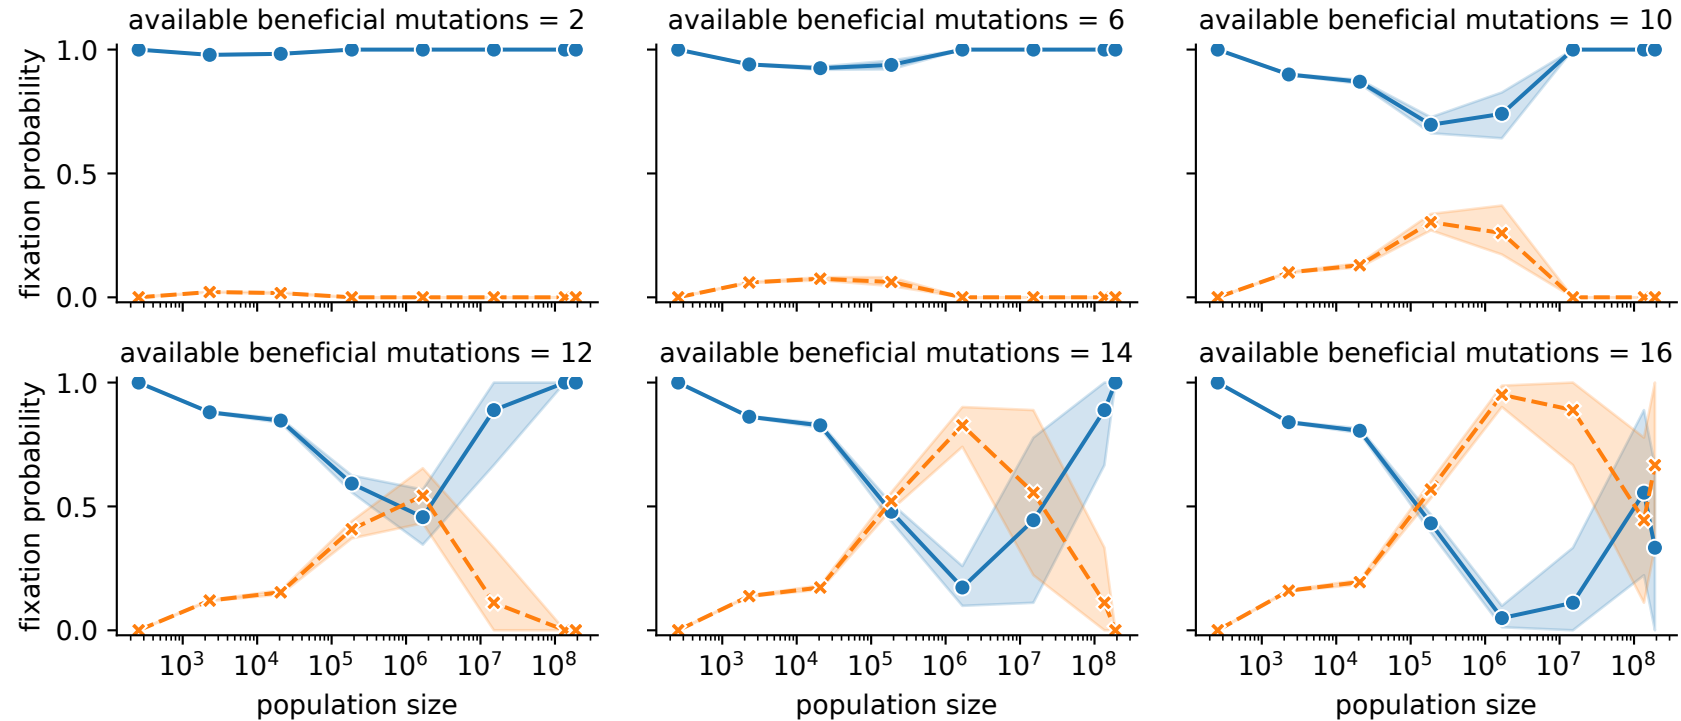 available beneficial mutations = 2
available beneficial mutations = 6
available beneficial mutations = 10
fixation probability
1.0
0.5
0.0
available beneficial mutations = 12
available beneficial mutations = 14
available beneficial mutations = 16
fixation probability
1.0
0.5
0.0
10³ 10⁴ 10⁵ 10⁶ 10⁷ 10⁸
10³ 10⁴ 10⁵ 10⁶ 10⁷ 10⁸
10³ 10⁴ 10⁵ 10⁶ 10⁷ 10⁸
population size
population size
population size